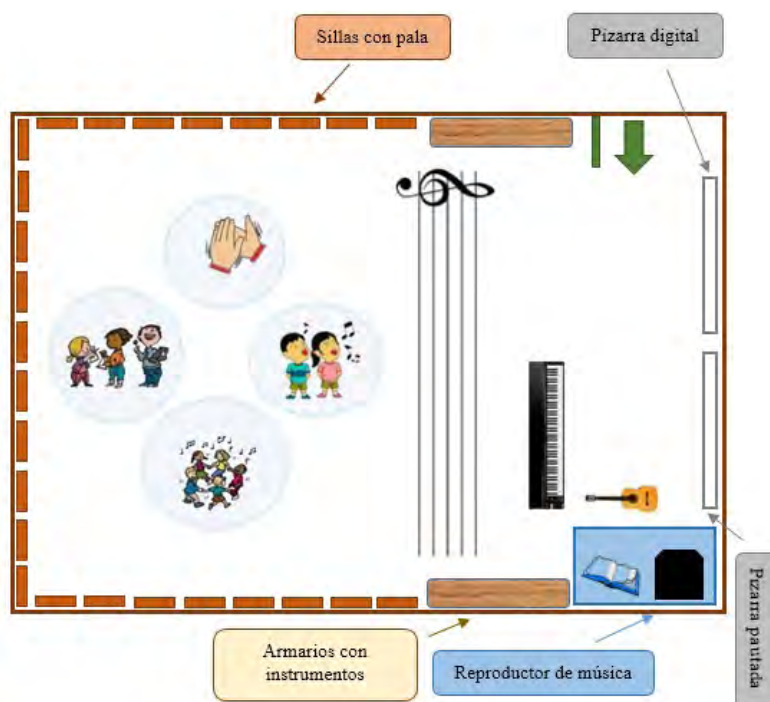 Sillas con pala
Pizarra digital
Armarios con
instrumentos
Reproductor de música
Pizarra pautada